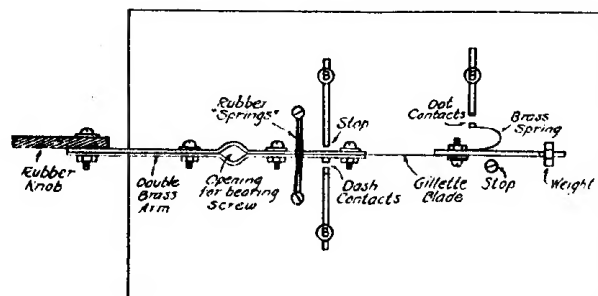 B
B
Rubber
"Springs"
Stop
Dot
Contacts
Brass
Spring
Rubber
Knob
Double
Brass
Arm
Opening
for bearing
screw
Dash
Contacts
Gillette
Blade
Stop
Weight
B